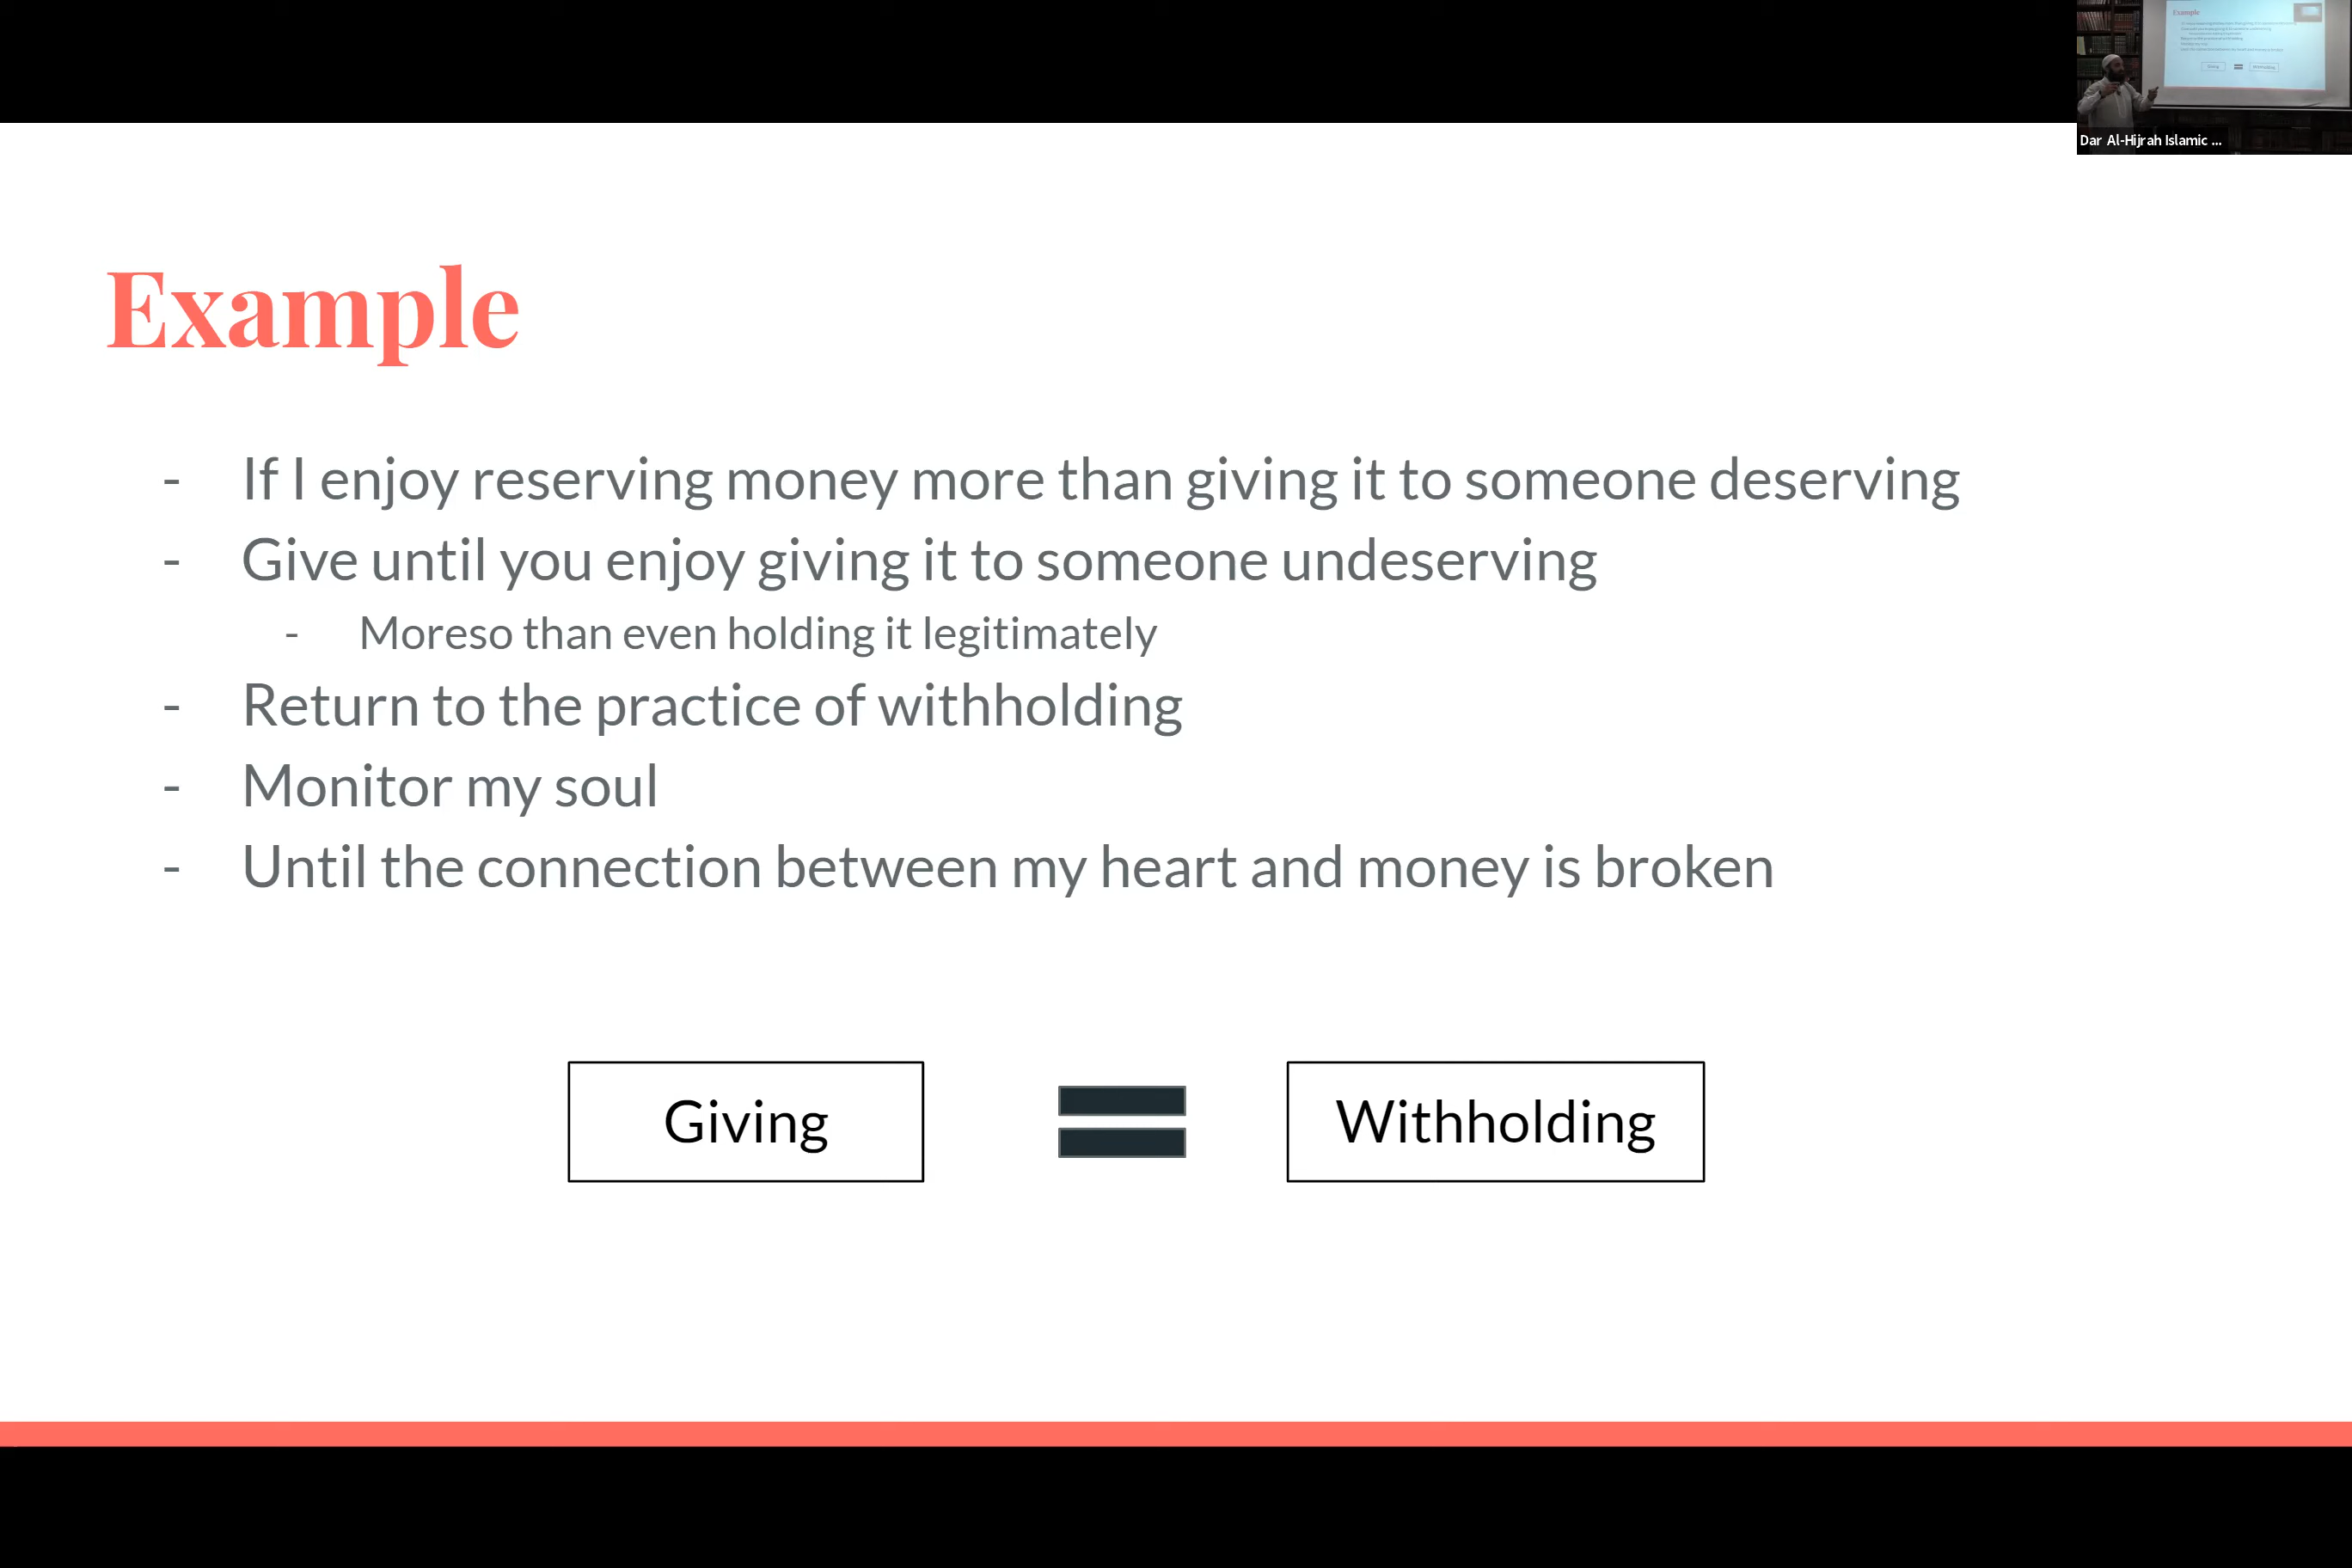 Dar Al-Hijrah Islamic ...
Example
- If I enjoy reserving money more than giving it to someone deserving
- Give until you enjoy giving it to someone undeserving
- Moreso than even holding it legitimately
- Return to the practice of withholding
- Monitor my soul
- Until the connection between my heart and money is broken
Giving
Withholding